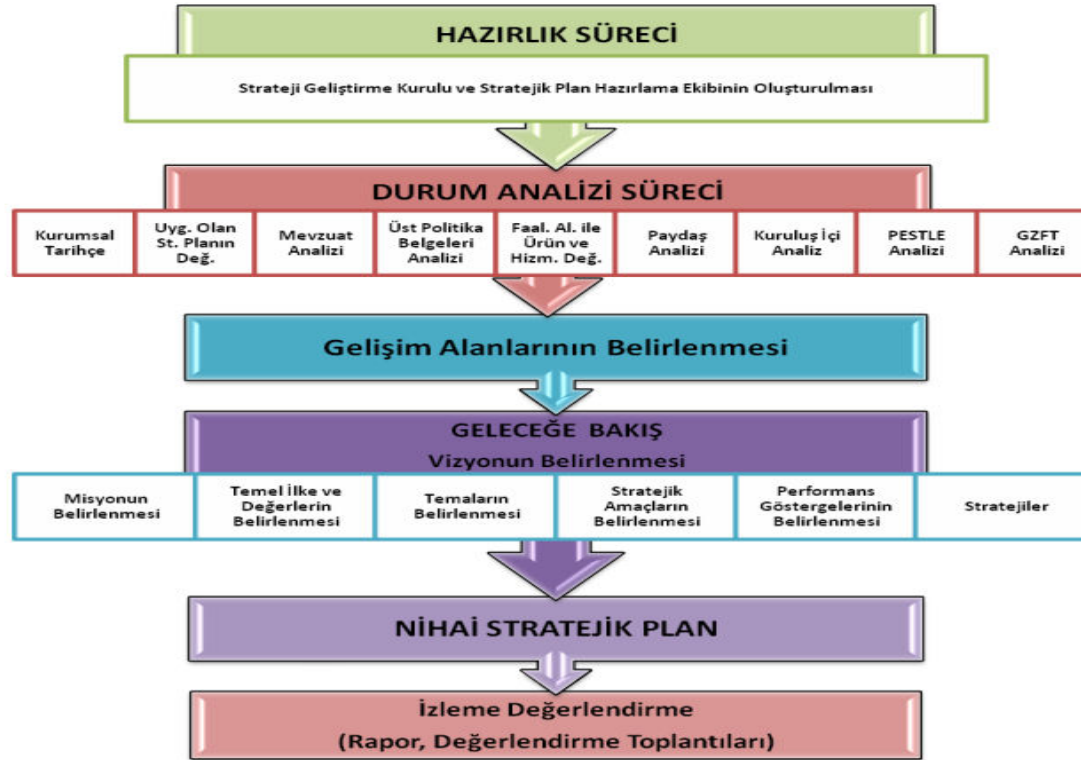 HAZIRLIK SÜRECİ
Strateji Geliştirme Kurulu ve Stratejik Plan Hazırlama Ekibinin Oluşturulması
DURUM ANALİZİ SÜRECİ
Kurumsal
Tarihçe
Uyg. Olan
St. Planın
Değ.
Mevzuat
Analizi
Üst Politika
Belgeleri
Analizi
Faal. Al. ile
Ürün ve
Hizm. Değ.
Paydaş
Analizi
Kuruluş İçi
Analiz
PESTLE
Analizi
GZFT
Analizi
Gelişim Alanlarının Belirlenmesi
GELECEĞE BAKIŞ
Vizyonun Belirlenmesi
Misyonun
Belirlenmesi
Temel İlke ve
Değerlerin
Belirlenmesi
Temaların
Belirlenmesi
Stratejik
Amaçların
Belirlenmesi
Performans
Göstergelerinin
Belirlenmesi
Stratejiler
NİHAİ STRATEJİK PLAN
İzleme Değerlendirme
(Rapor, Değerlendirme Toplantıları)